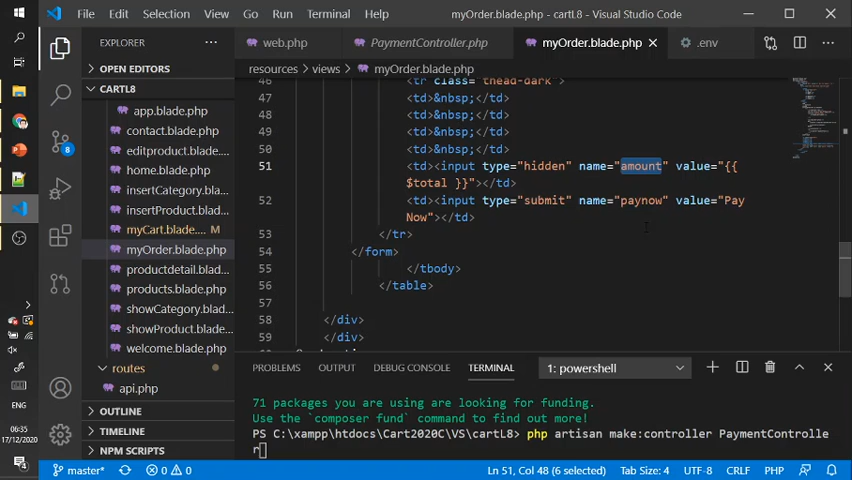 File Edit Selection View Go Run Terminal Help myOrder.blade.php - cartL8 - Visual Studio Code
EXPLORER
web.php PaymentController.php myOrder.blade.php .env
OPEN EDITORS
resources > views > myOrder.blade.php
CARTL8
app.blade.php
contact.blade.php
editproduct.blade....
home.blade.php
insertCategory.blad...
insertProduct.blad...
myCart.blade.... M
myOrder.blade.php
productdetail.blad...
products.blade.php
showCategory.blad...
showProduct.blade...
welcome.blade.php
routes
api.php
OUTLINE
TIMELINE
NPM SCRIPTS
46 <tr class="thead-dark">
47 <td>&nbsp;</td>
48 <td>&nbsp;</td>
49 <td>&nbsp;</td>
50 <td>&nbsp;</td>
51 <td><input type="hidden" name="amount" value="{{
$total }}"></td>
52 <td><input type="submit" name="paynow" value="Pay
Now"></td>
53 </tr>
54 </form>
55 </tbody>
56 </table>
57
58 </div>
59 </div>
PROBLEMS OUTPUT DEBUG CONSOLE TERMINAL 1: powershell
71 packages you are using are looking for funding.
Use the `composer fund` command to find out more!
PS C:\xampp\htdocs\Cart2020C\VS\cartL8> php artisan make:controller PaymentControlle
r
8
ENG
06:35
17/12/2020
4
master* 0 0 Ln 51, Col 48 (6 selected) Tab Size: 4 UTF-8 CRLF PHP